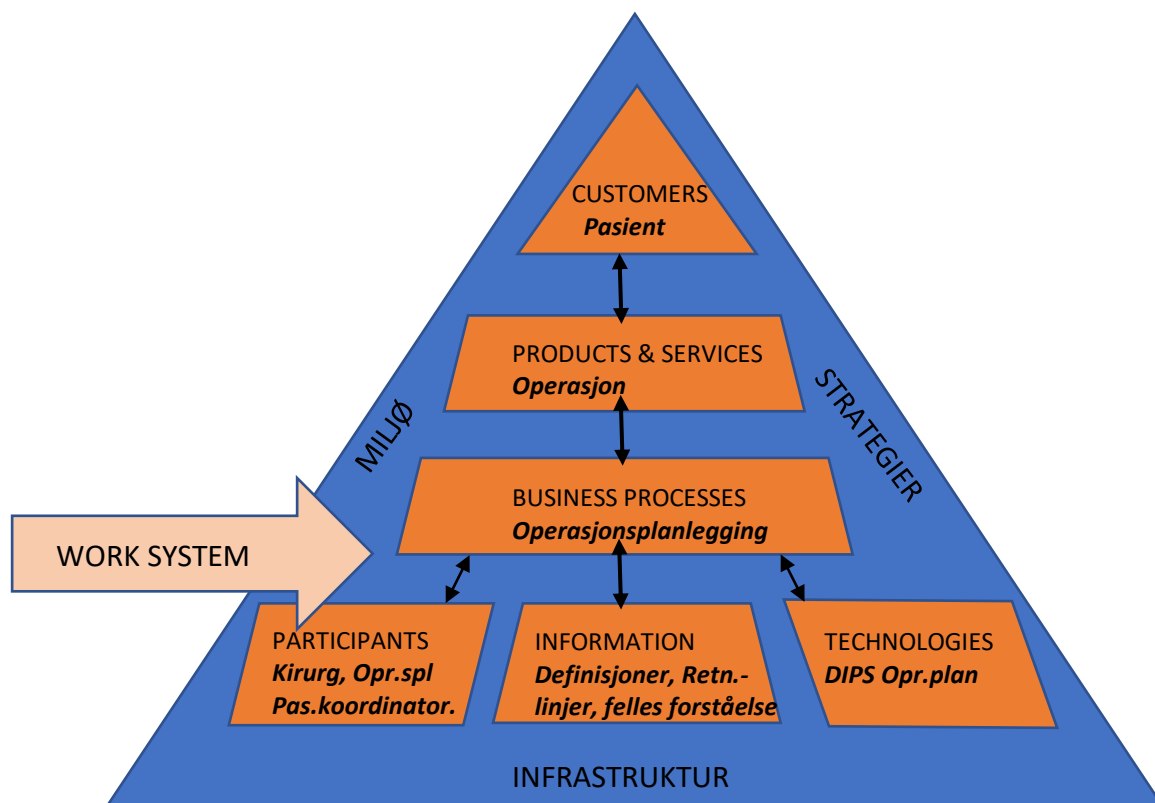 CUSTOMERS
Pasient
PRODUCTS & SERVICES
Operasjon
MILJØ
STRATEGIER
BUSINESS PROCESSES
Operasjonsplanlegging
WORK SYSTEM
PARTICIPANTS
Kirurg, Opr.spl
Pas.koordinator.
INFORMATION
Definisjoner, Retn.-
linjer, felles forståelse
TECHNOLOGIES
DIPS Opr.plan
INFRASTRUKTUR